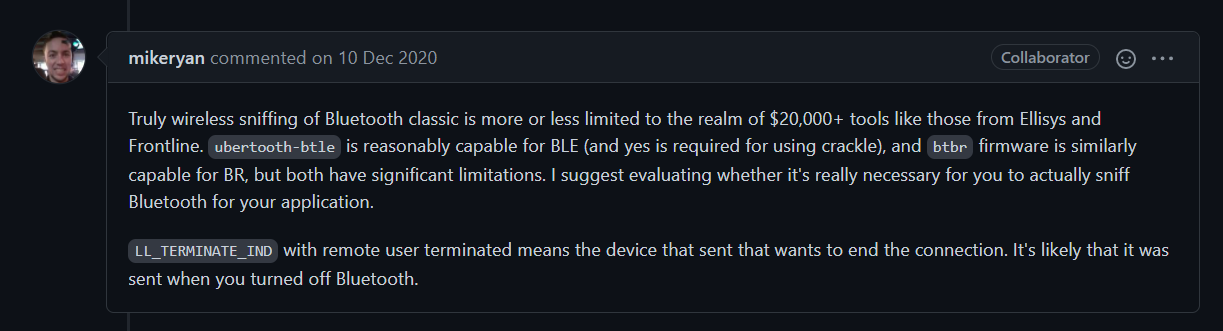 mikeryan commented on 10 Dec 2020
Collaborator
Truly wireless sniffing of Bluetooth classic is more or less limited to the realm of $20,000+ tools like those from Ellisys and
Frontline. ubertooth-btle is reasonably capable for BLE (and yes is required for using crackle), and btbr firmware is similarly
capable for BR, but both have significant limitations. I suggest evaluating whether it's really necessary for you to actually sniff
Bluetooth for your application.
LL_TERMINATE_IND with remote user terminated means the device that sent that wants to end the connection. It's likely that it was
sent when you turned off Bluetooth.